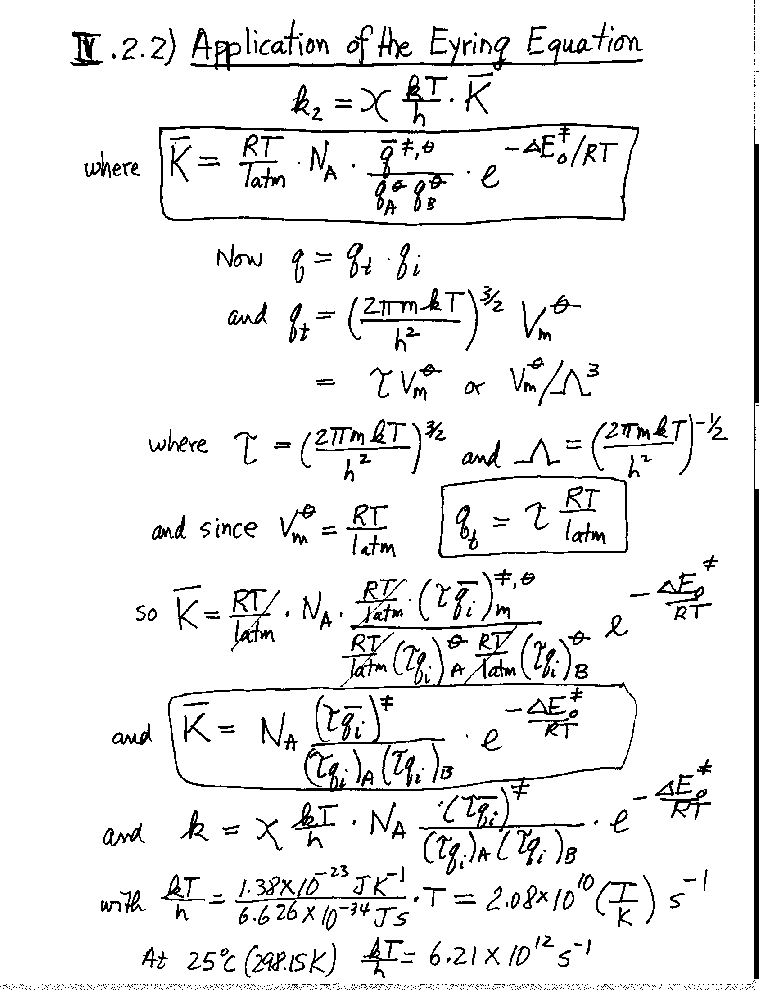 IV.2.2) Application of the Eyring Equation
k₂ = χ kT/h · K̄
where K̄ = RT/1atm · N_A · q̄^‡,⦵ / q_A^⦵ q_B^⦵ · e^-ΔE₀^‡/RT
Now q = q_t · q_i
and q_t = (2πmkT/h²)^3/2 V_m^⦵
= τV_m^⦵ or V_m^⦵/Λ³
where τ = (2πmkT/h²)^3/2 and Λ = (2πmkT/h²)^-1/2
and since V_m^⦵ = RT/1atm q_t = τ RT/1atm
so K̄ = RT/1atm · N_A · RT/1atm (τq̄_i)_m^‡,⦵ / RT/1atm (τq_i)_A^⦵ RT/1atm (τq_i)_B^⦵ e^-ΔE₀^‡/RT
and K̄ = N_A (τq̄_i)^‡ / (τq_i)_A (τq_i)_B · e^-ΔE₀^‡/RT
and k = χ kT/h · N_A (τq̄_i)^‡ / (τq_i)_A (τq_i)_B · e^-ΔE₀^‡/RT
with kT/h = 1.38×10^-23 JK^-1 / 6.626×10^-34 Js · T = 2.08×10^10 (T/K) s^-1
At 25°C (298.15K) kT/h = 6.21×10^12 s^-1